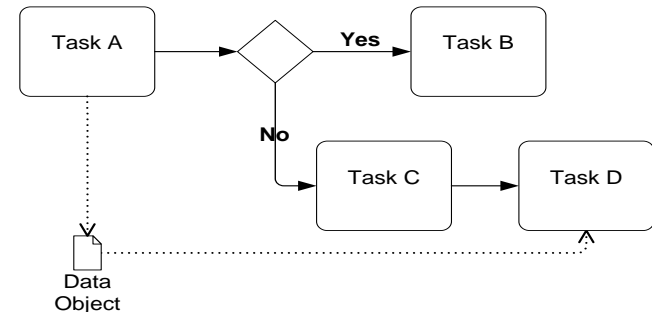 Task A
Yes
Task B
No
Task C
Task D
Data
Object